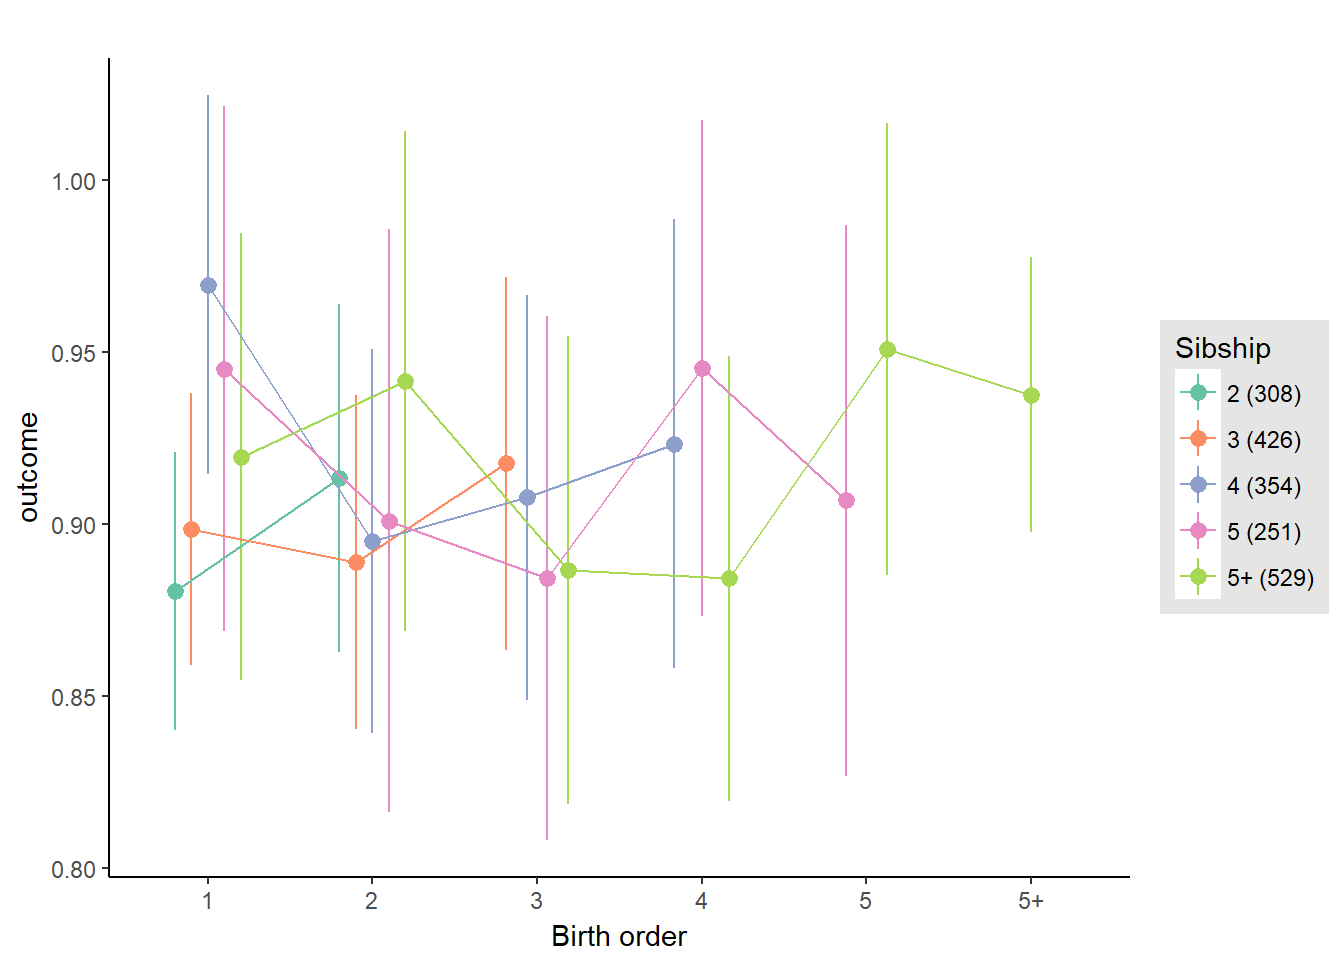 outcome
1.00
0.95
0.90
0.85
0.80
1 2 3 4 5 5+
Birth order
Sibship
2 (308)
3 (426)
4 (354)
5 (251)
5+ (529)